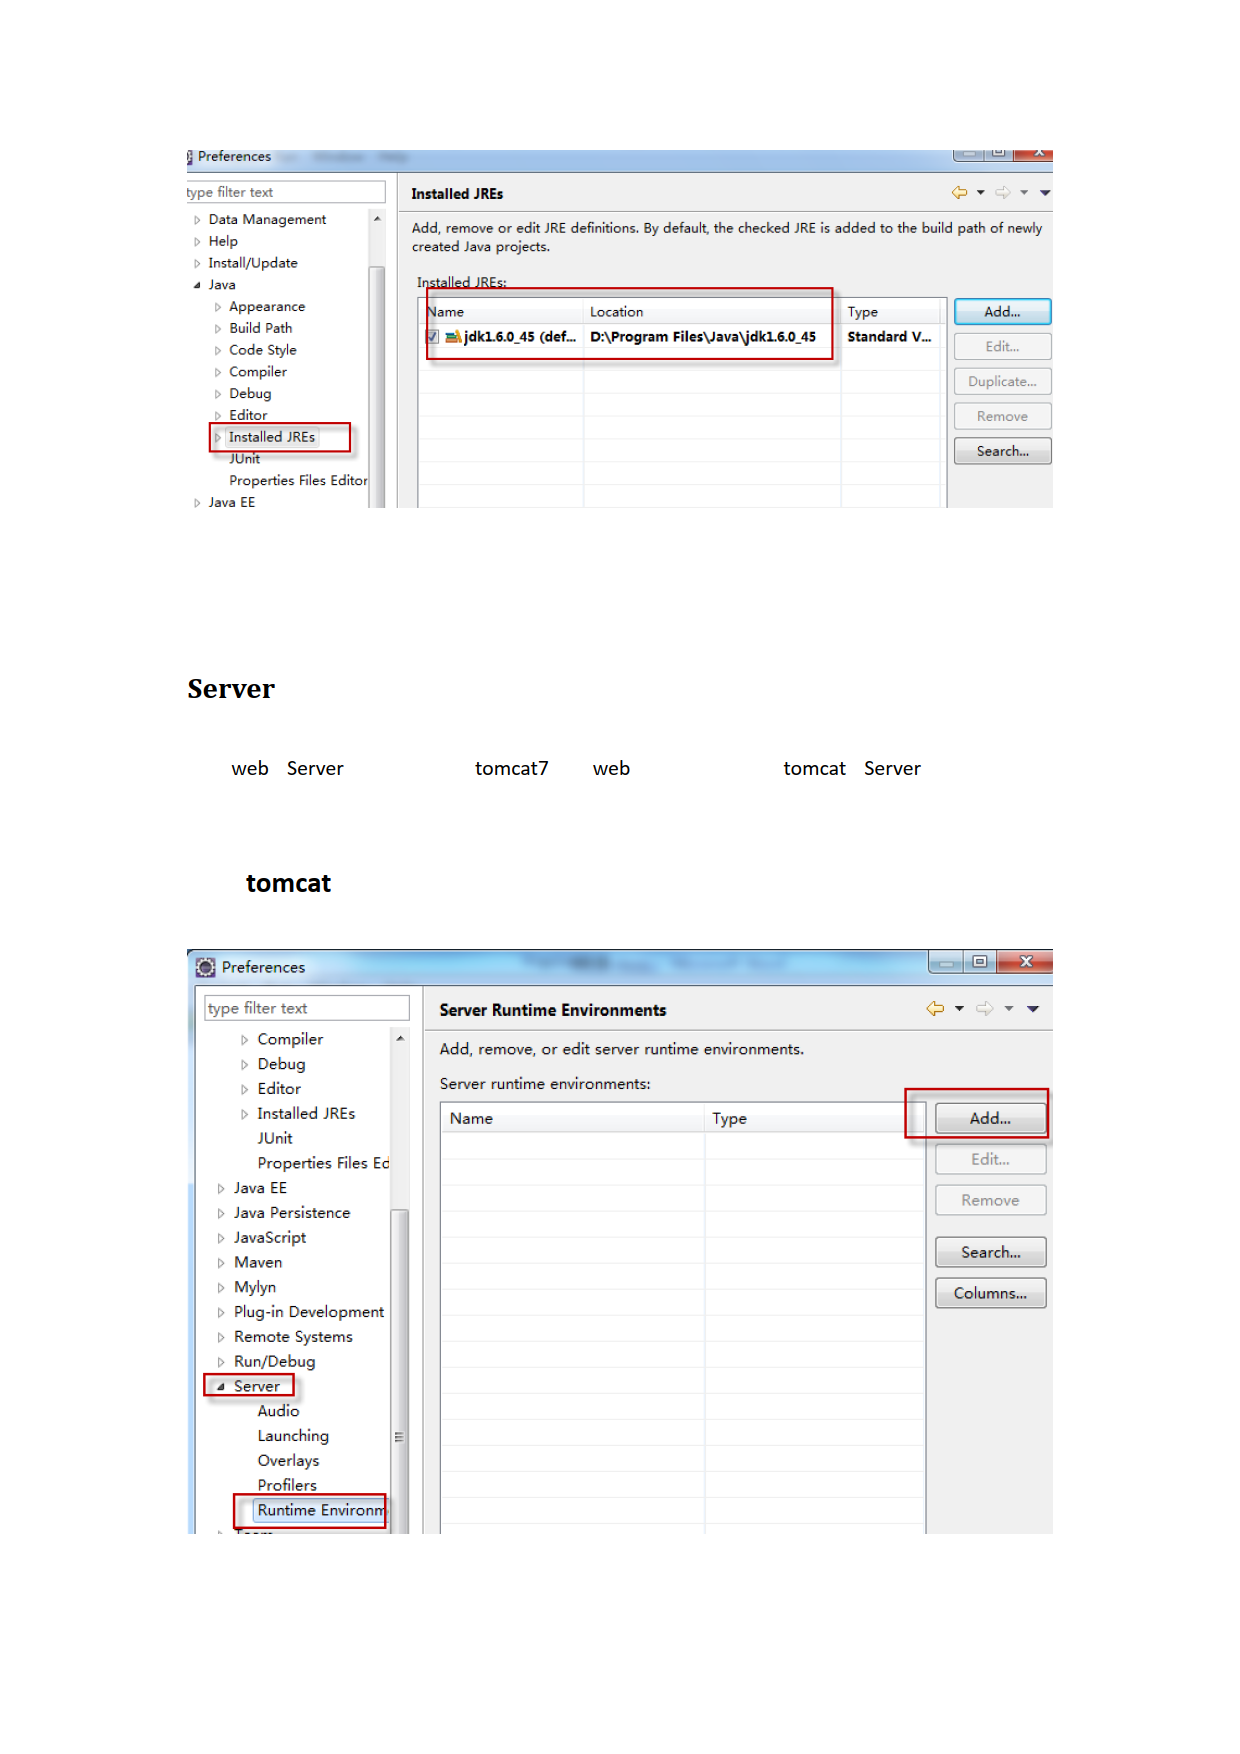 Preferences
type filter text
Installed JREs
Data Management
Help
Install/Update
Java
Appearance
Build Path
Code Style
Compiler
Debug
Editor
Installed JREs
JUnit
Properties Files Editor
Java EE
Add, remove or edit JRE definitions. By default, the checked JRE is added to the build path of newly
created Java projects.
Installed JREs:
Name Location Type
jdk1.6.0_45 (def... D:\Program Files\Java\jdk1.6.0_45 Standard V...
Add...
Edit...
Duplicate...
Remove
Search...
Server
web Server tomcat7 web tomcat Server
tomcat
Preferences
type filter text
Compiler
Debug
Editor
Installed JREs
JUnit
Properties Files Ed
Java EE
Java Persistence
JavaScript
Maven
Mylyn
Plug-in Development
Remote Systems
Run/Debug
Server
Audio
Launching
Overlays
Profilers
Runtime Environm
Server Runtime Environments
Add, remove, or edit server runtime environments.
Server runtime environments:
Name Type
Add...
Edit...
Remove
Search...
Columns...